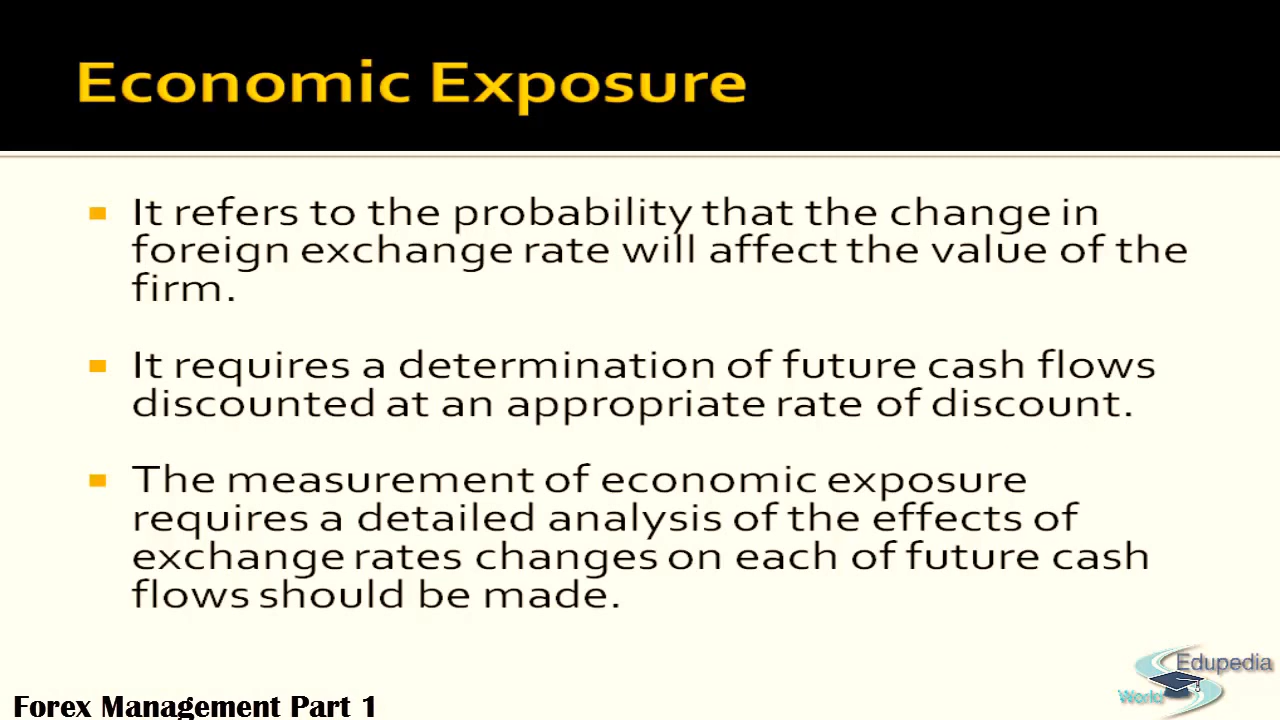 Economic Exposure
It refers to the probability that the change in
foreign exchange rate will affect the value of the
firm.
It requires a determination of future cash flows
discounted at an appropriate rate of discount.
The measurement of economic exposure
requires a detailed analysis of the effects of
exchange rates changes on each of future cash
flows should be made.
Edupedia
World
Forex Management Part 1